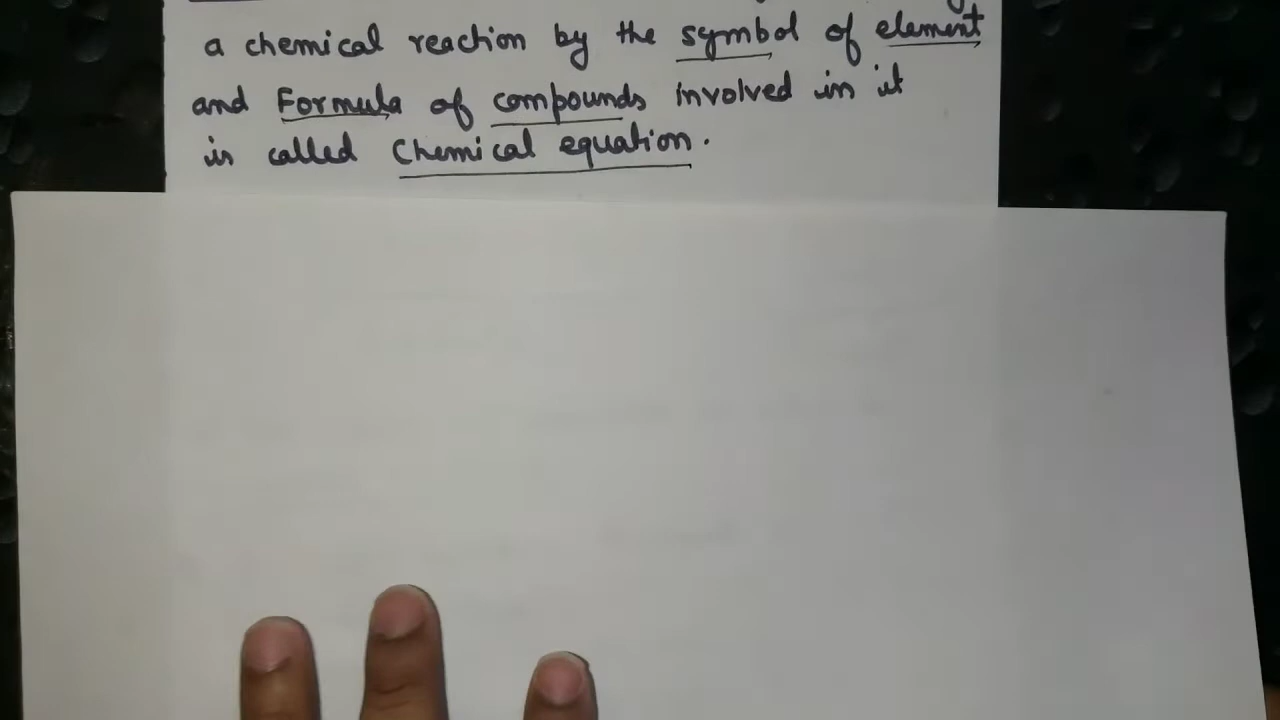 a chemical reaction by the symbol of element
and Formula of compounds involved in it
is called Chemical equation.